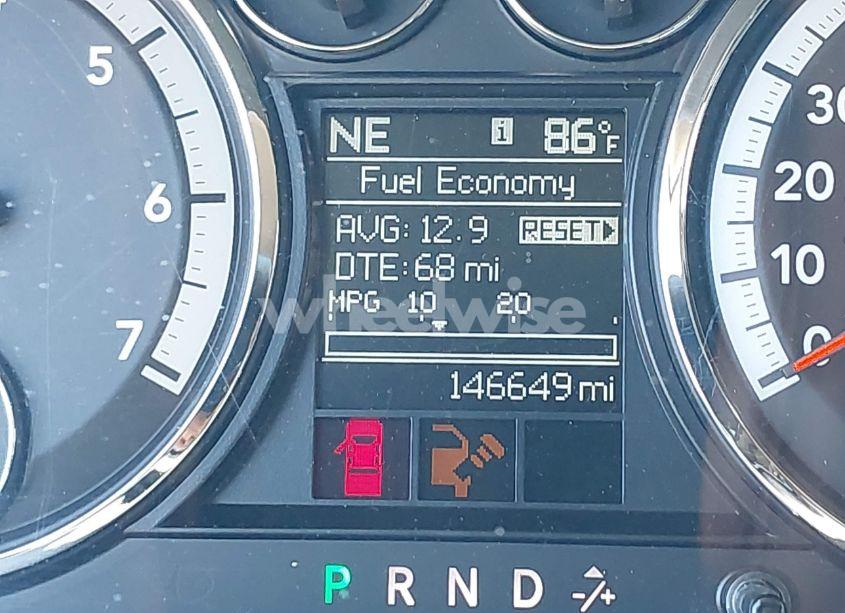 5
6
7
NE i 86°F
Fuel Economy
AVG: 12.9 RESET
DTE: 68 mi
MPG 10 20
wheelwise
146649 mi
P R N D -/+
30
20
10
0